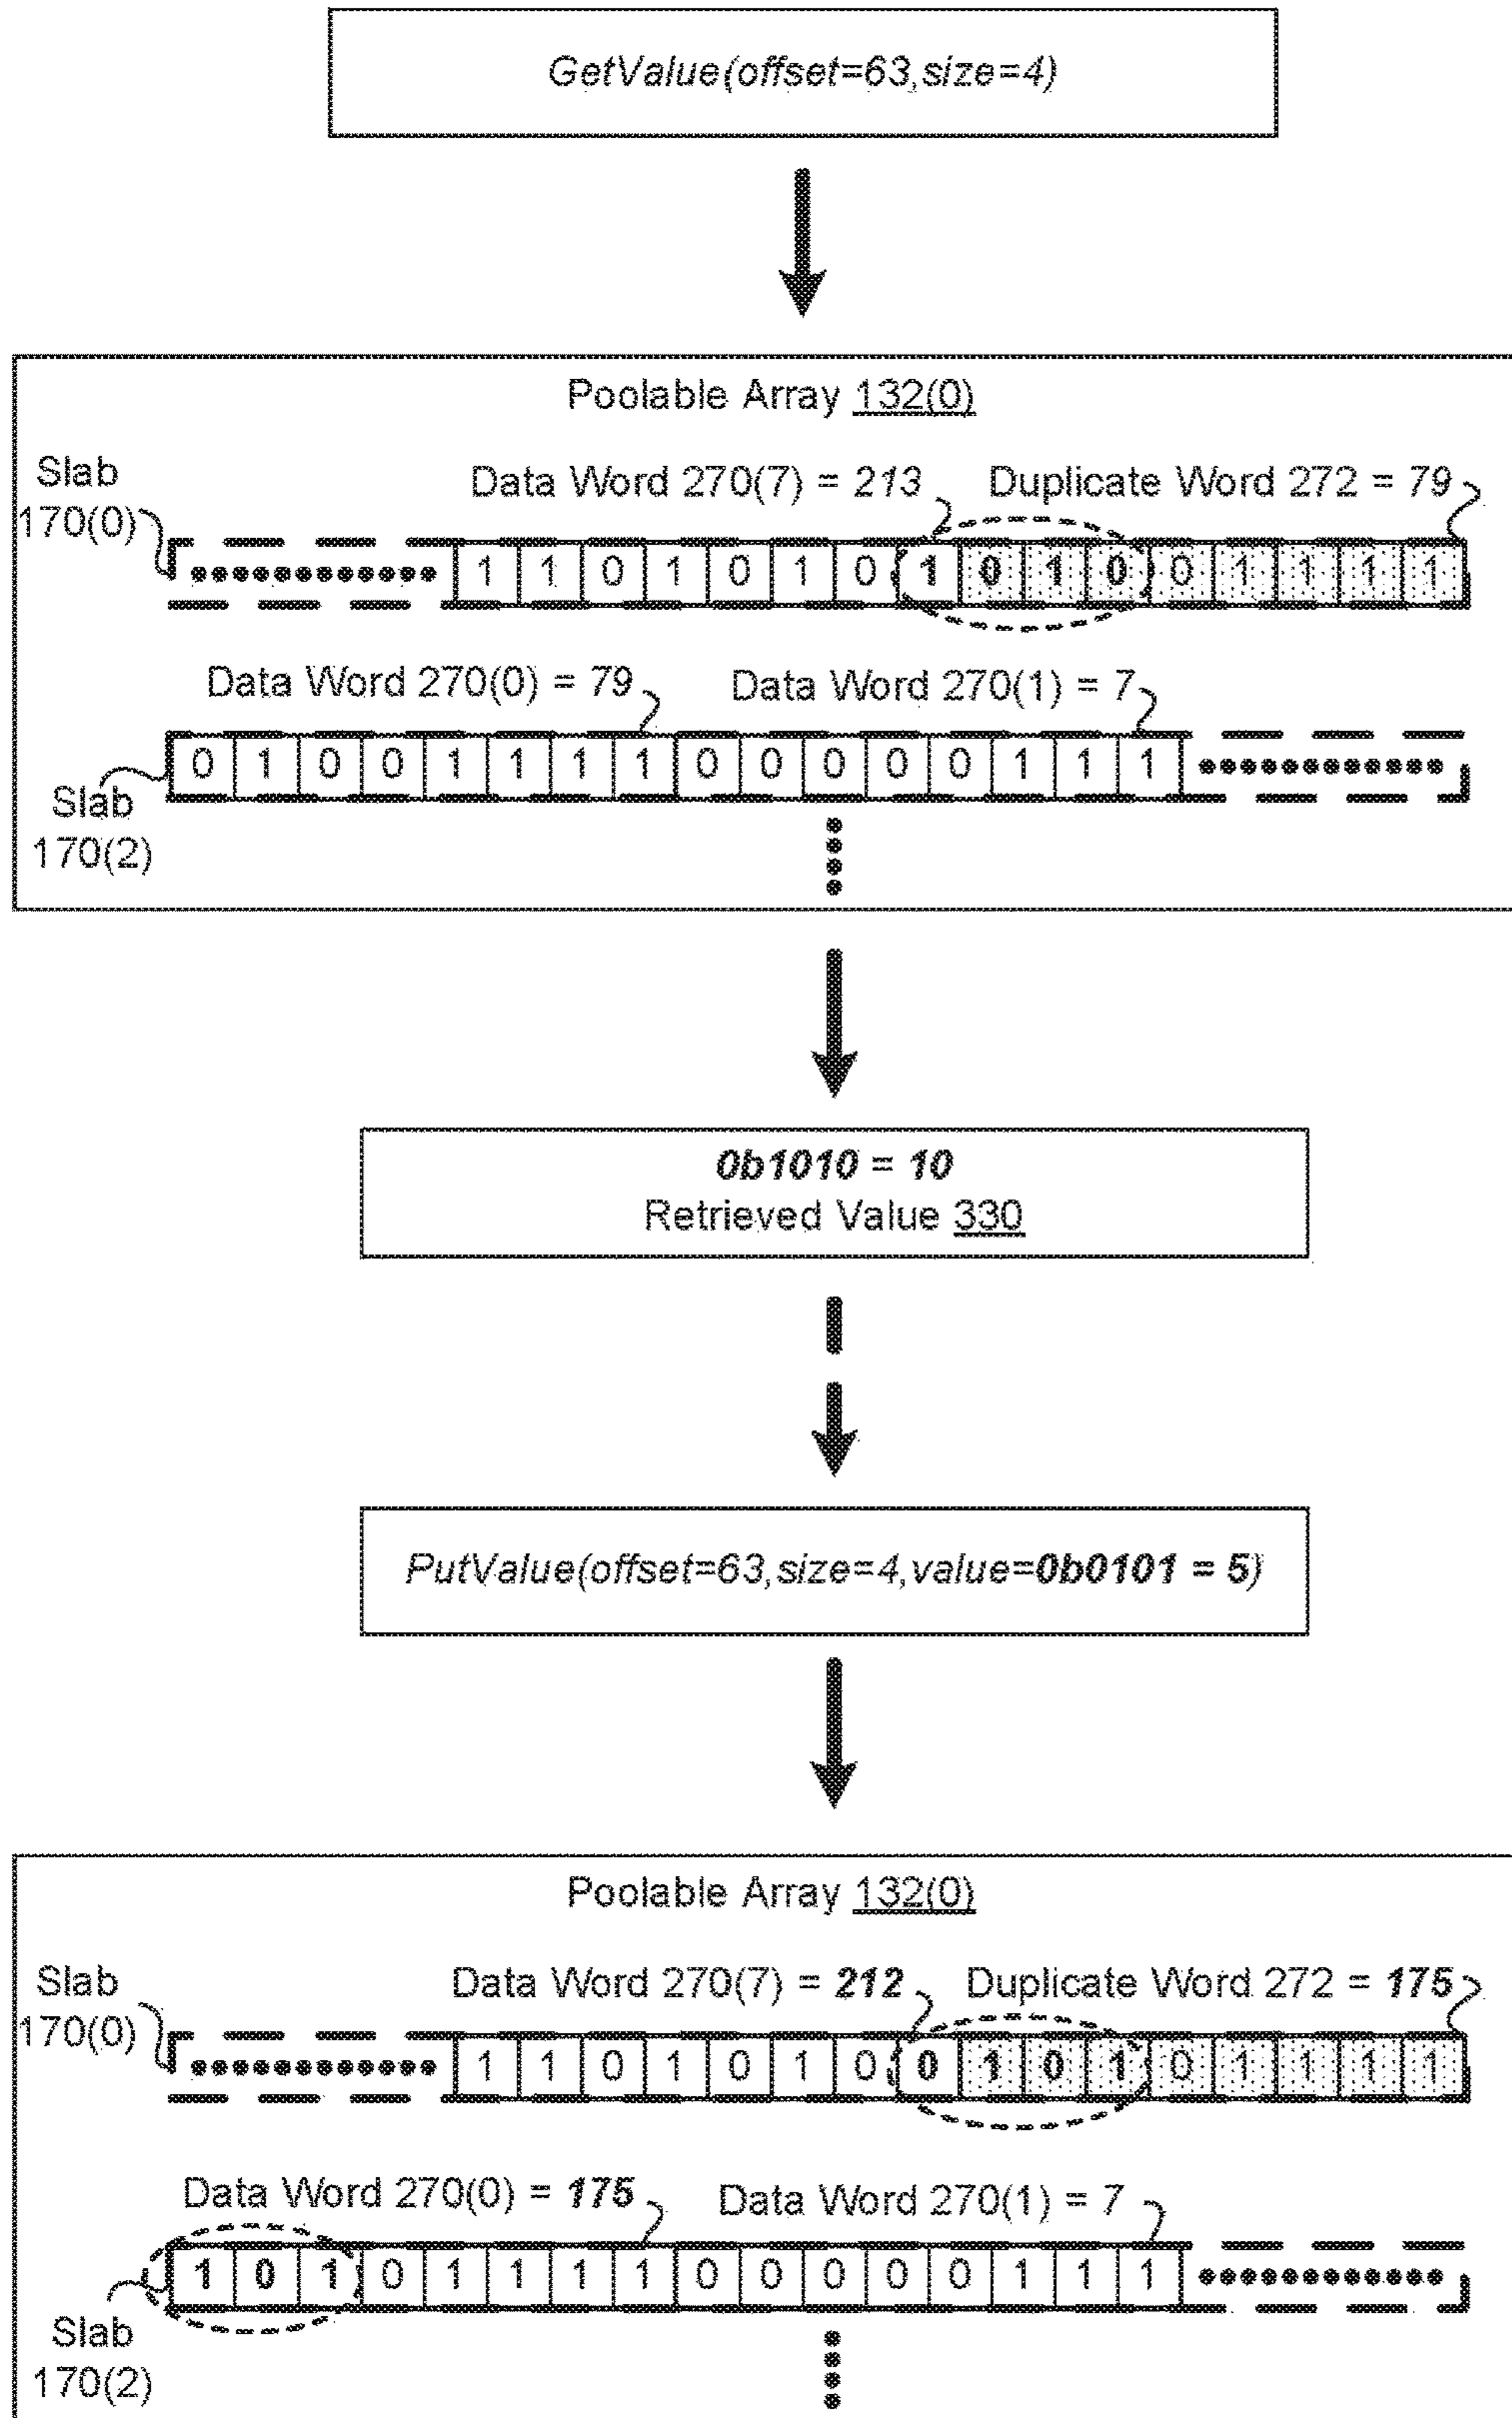 GetValue(offset=63,size=4)
Poolable Array 132(0)
Slab
170(0)
Data Word 270(7) = 213
Duplicate Word 272 = 79
1 1 0 1 0 1 0 1 0 1 0 0 1 1 1 1
Data Word 270(0) = 79
Data Word 270(1) = 7
0 1 0 0 1 1 1 1 0 0 0 0 0 1 1 1
Slab
170(2)
0b1010 = 10
Retrieved Value 330
PutValue(offset=63,size=4,value=0b0101 = 5)
Poolable Array 132(0)
Slab
170(0)
Data Word 270(7) = 212
Duplicate Word 272 = 175
1 1 0 1 0 1 0 0 1 0 1 0 1 1 1 1
Data Word 270(0) = 175
Data Word 270(1) = 7
1 0 1 0 1 1 1 1 0 0 0 0 0 1 1 1
Slab
170(2)